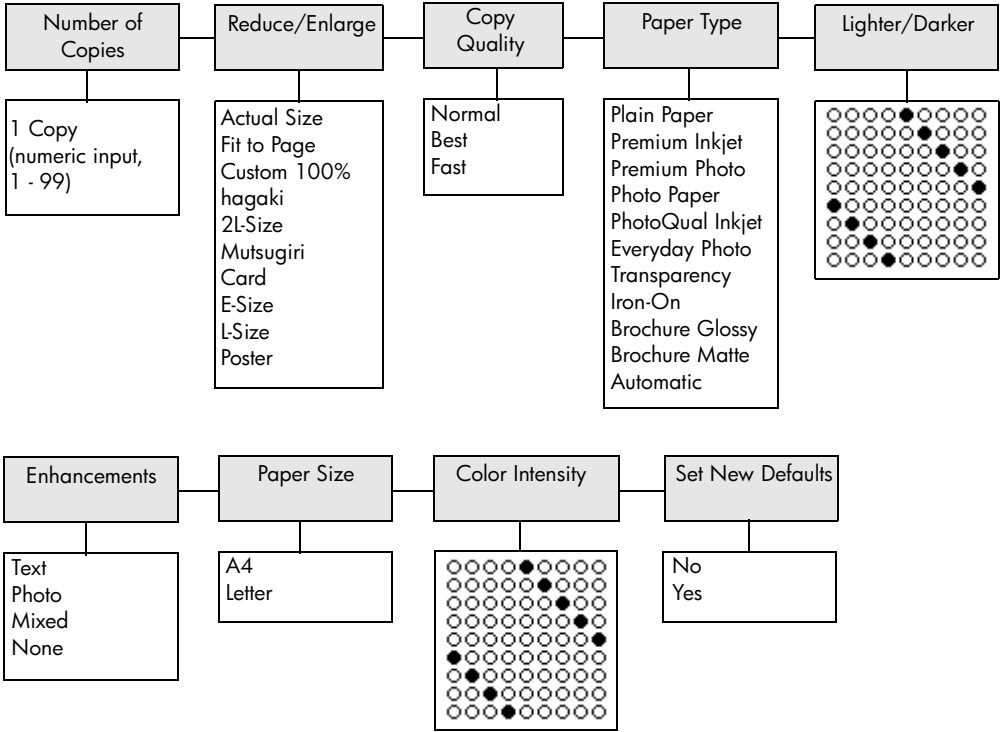 Number of
Copies
Reduce/Enlarge
Copy
Quality
Paper Type
Lighter/Darker
1 Copy
(numeric input,
1 - 99)
Actual Size
Fit to Page
Custom 100%
hagaki
2L-Size
Mutsugiri
Card
E-Size
L-Size
Poster
Normal
Best
Fast
Plain Paper
Premium Inkjet
Premium Photo
Photo Paper
PhotoQual Inkjet
Everyday Photo
Transparency
Iron-On
Brochure Glossy
Brochure Matte
Automatic
Enhancements
Paper Size
Color Intensity
Set New Defaults
Text
Photo
Mixed
None
A4
Letter
No
Yes